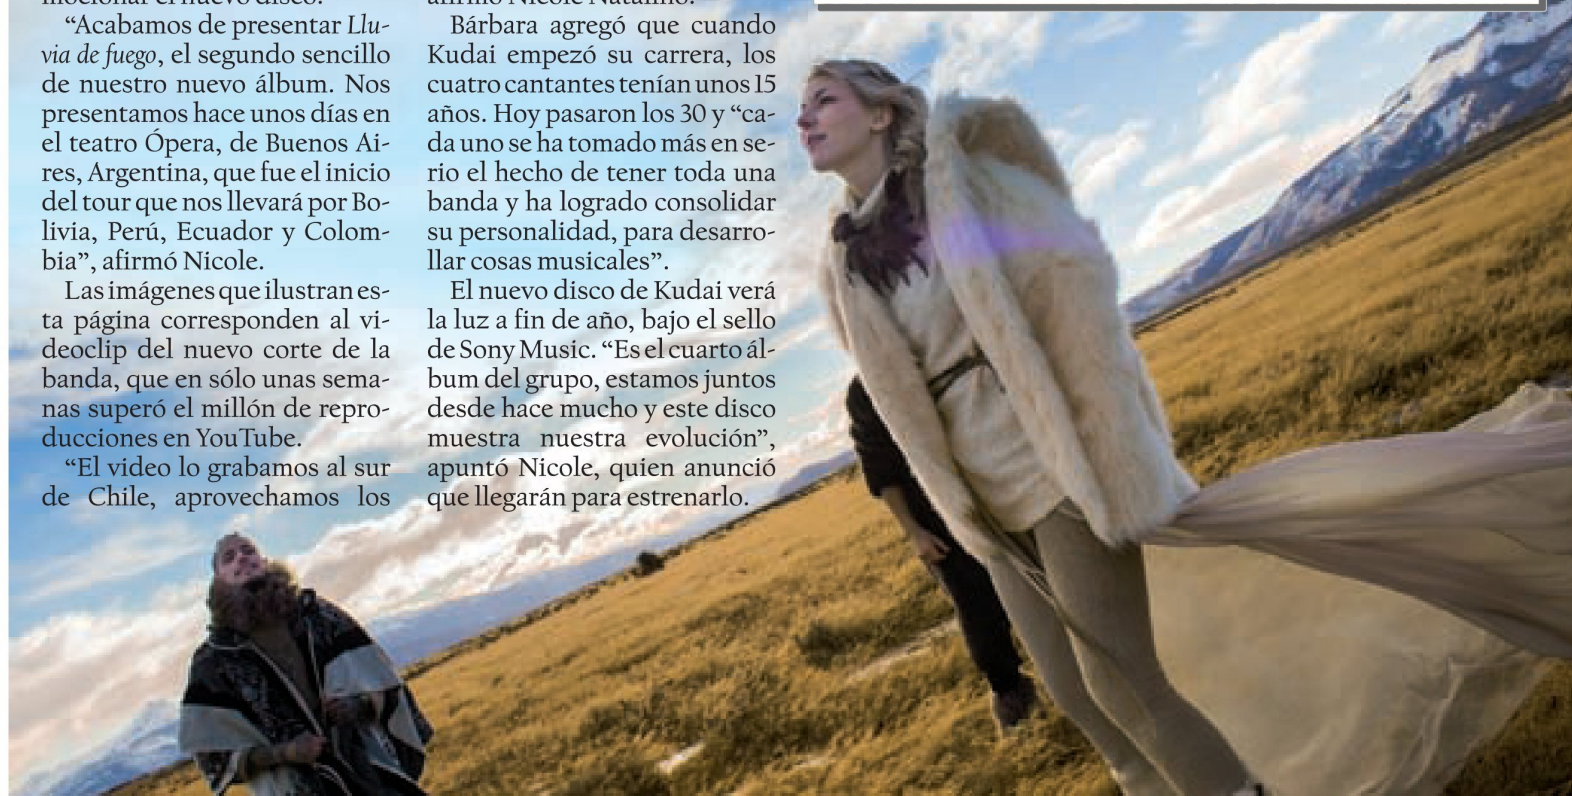 mocionar el nuevo disco.
“Acabamos de presentar Llu-
via de fuego, el segundo sencillo
de nuestro nuevo álbum. Nos
presentamos hace unos días en
el teatro Ópera, de Buenos Ai-
res, Argentina, que fue el inicio
del tour que nos llevará por Bo-
livia, Perú, Ecuador y Colom-
bia”, afirmó Nicole.
Las imágenes que ilustran es-
ta página corresponden al vi-
deoclip del nuevo corte de la
banda, que en sólo unas sema-
nas superó el millón de repro-
ducciones en YouTube.
“El video lo grabamos al sur
de Chile, aprovechamos los
afirmó Nicole Natalino.
Bárbara agregó que cuando
Kudai empezó su carrera, los
cuatro cantantes tenían unos 15
años. Hoy pasaron los 30 y “ca-
da uno se ha tomado más en se-
rio el hecho de tener toda una
banda y ha logrado consolidar
su personalidad, para desarro-
llar cosas musicales”.
El nuevo disco de Kudai verá
la luz a fin de año, bajo el sello
de Sony Music. “Es el cuarto ál-
bum del grupo, estamos juntos
desde hace mucho y este disco
muestra nuestra evolución”,
apuntó Nicole, quien anunció
que llegarán para estrenarlo.